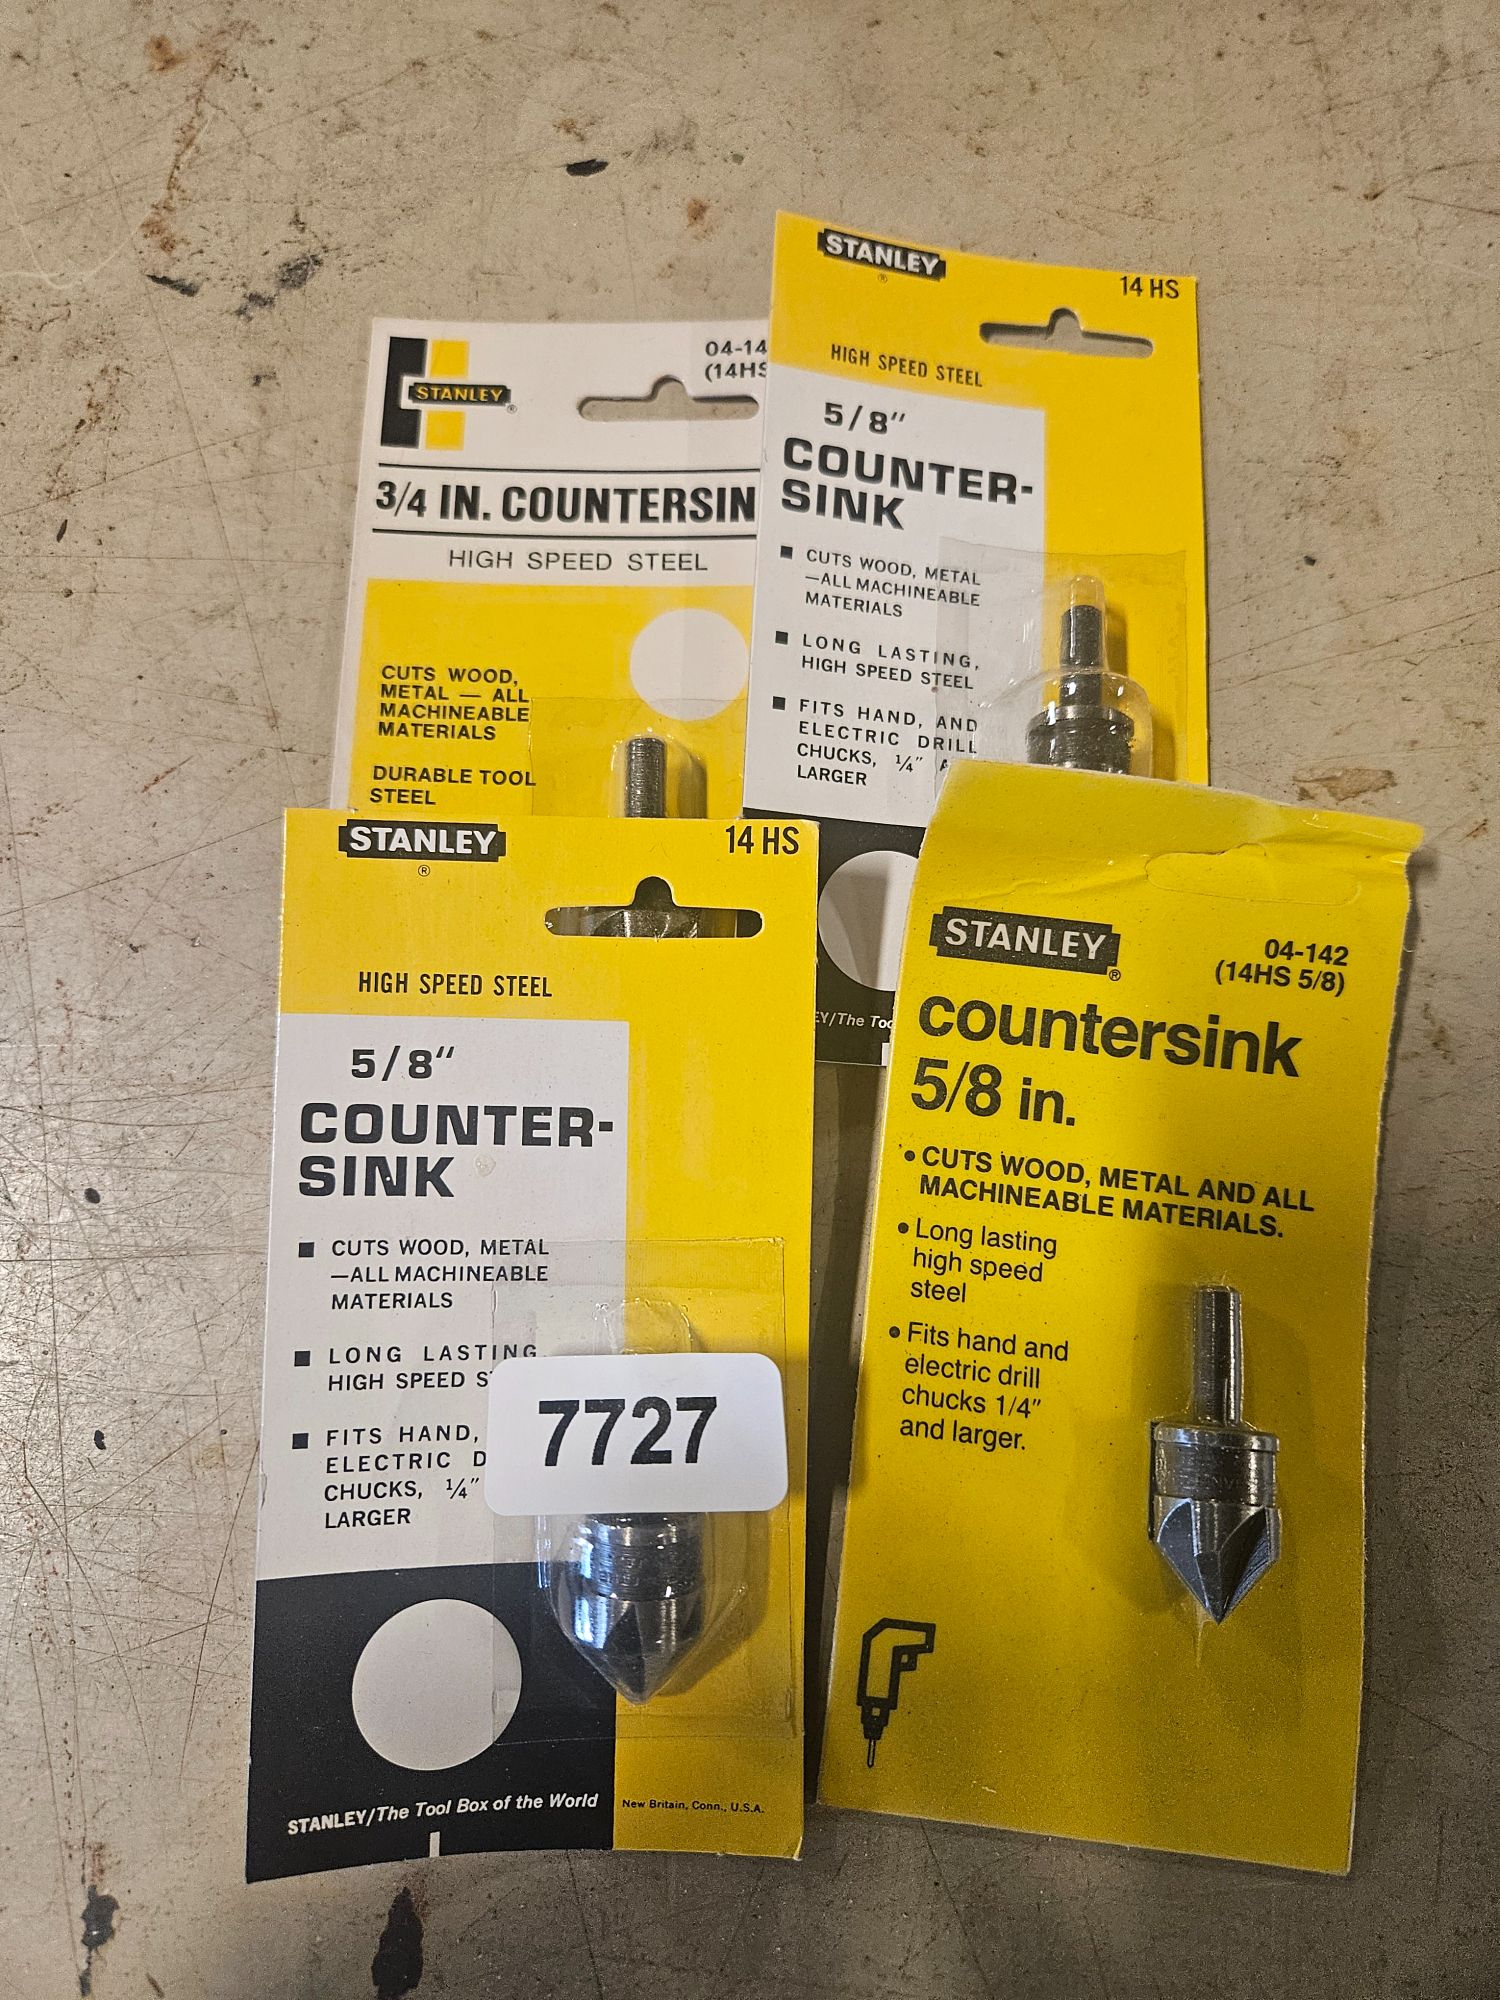 STANLEY
®
04-14
(14HS
3/4 IN. COUNTERSIN
HIGH SPEED STEEL
CUTS WOOD,
METAL — ALL
MACHINEABLE
MATERIALS
DURABLE TOOL
STEEL
STANLEY
®
14 HS
HIGH SPEED STEEL
5/8"
COUNTER-
SINK
■ CUTS WOOD, METAL
—ALL MACHINEABLE
MATERIALS
■ LONG LASTING,
HIGH SPEED STEEL
■ FITS HAND, AND
ELECTRIC DRILL
CHUCKS, 1/4" A
LARGER
EY/The Too
STANLEY
®
14 HS
HIGH SPEED STEEL
5/8"
COUNTER-
SINK
■ CUTS WOOD, METAL
—ALL MACHINEABLE
MATERIALS
■ LONG LASTING,
HIGH SPEED S
■ FITS HAND,
ELECTRIC D
CHUCKS, 1/4"
LARGER
7727
STANLEY/The Tool Box of the World
New Britain, Conn., U.S.A.
STANLEY
®
04-142
(14HS 5/8)
countersink
5/8 in.
• CUTS WOOD, METAL AND ALL
MACHINEABLE MATERIALS.
• Long lasting
high speed
steel
• Fits hand and
electric drill
chucks 1/4"
and larger.